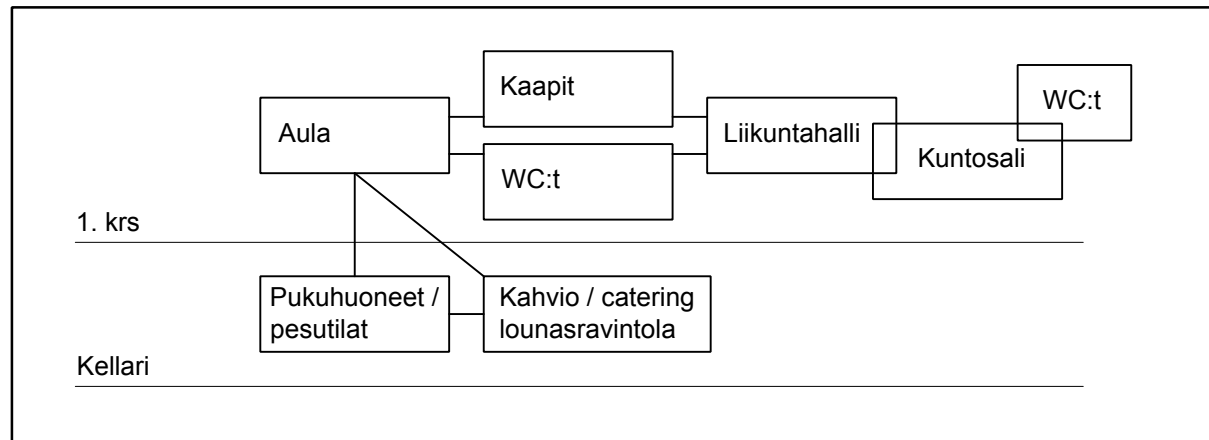 Kaapit
WC:t
Aula
Liikuntahalli
Kuntosali
WC:t
1. krs
Pukuhuoneet /
pesutilat
Kahvio / catering
lounasravintola
Kellari